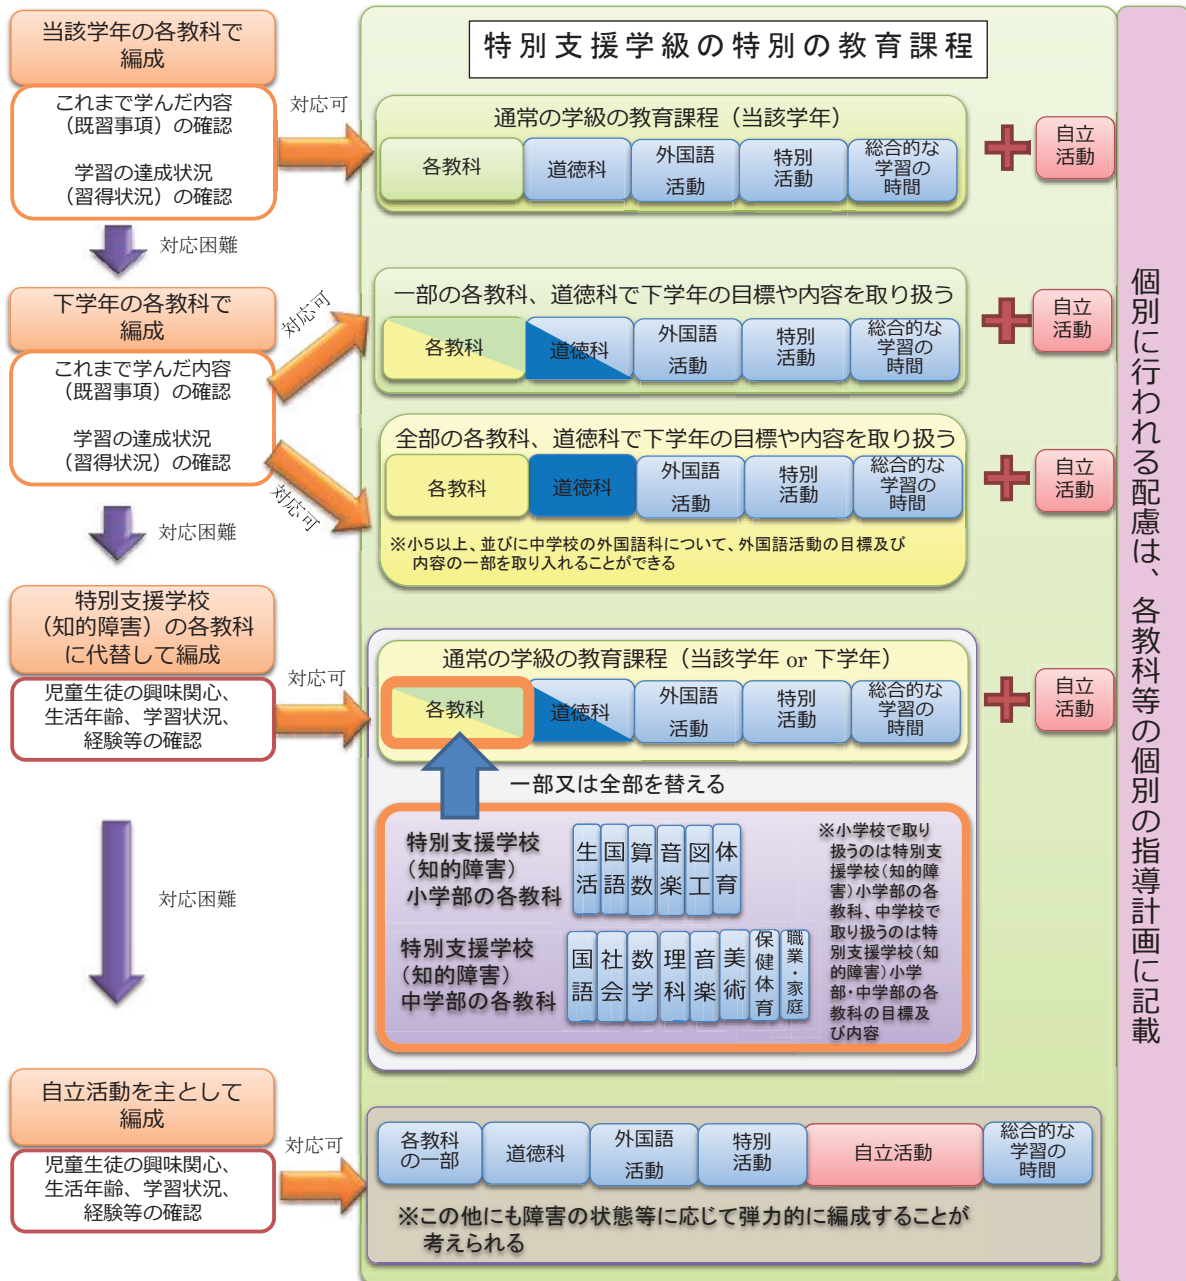 当該学年の各教科で
編成
これまで学んだ内容
（既習事項）の確認
学習の達成状況
（習得状況）の確認
対応可
対応困難
特別支援学級の特別の教育課程
通常の学級の教育課程（当該学年）
各教科
道徳科
外国語
活動
特別
活動
総合的な
学習の
時間
自立
活動
下学年の各教科で
編成
これまで学んだ内容
（既習事項）の確認
学習の達成状況
（習得状況）の確認
対応可
対応可
対応困難
一部の各教科、道徳科で下学年の目標や内容を取り扱う
各教科
道徳科
外国語
活動
特別
活動
総合的な
学習の
時間
自立
活動
全部の各教科、道徳科で下学年の目標や内容を取り扱う
各教科
道徳科
外国語
活動
特別
活動
総合的な
学習の
時間
※小５以上、並びに中学校の外国語科について、外国語活動の目標及び
内容の一部を取り入れることができる
自立
活動
特別支援学校
（知的障害）の各教科
に代替して編成
児童生徒の興味関心、
生活年齢、学習状況、
経験等の確認
対応可
対応困難
通常の学級の教育課程（当該学年 or 下学年）
各教科
道徳科
外国語
活動
特別
活動
総合的な
学習の
時間
自立
活動
一部又は全部を替える
特別支援学校
（知的障害）
小学部の各教科
生活
国語
算数
音楽
図工
体育
特別支援学校
（知的障害）
中学部の各教科
国語
社会
数学
理科
音楽
美術
保健体育
職業・家庭
※小学校で取り
扱うのは特別支
援学校（知的障
害）小学部の各
教科、中学校で
取り扱うのは特
別支援学校（知
的障害）小学
部・中学部の各
教科の目標及
び内容
自立活動を主として
編成
児童生徒の興味関心、
生活年齢、学習状況、
経験等の確認
対応可
各教科
の一部
道徳科
外国語
活動
特別
活動
自立活動
総合的な
学習の
時間
※この他にも障害の状態等に応じて弾力的に編成することが
考えられる
個別に行われる配慮は、各教科等の個別の指導計画に記載